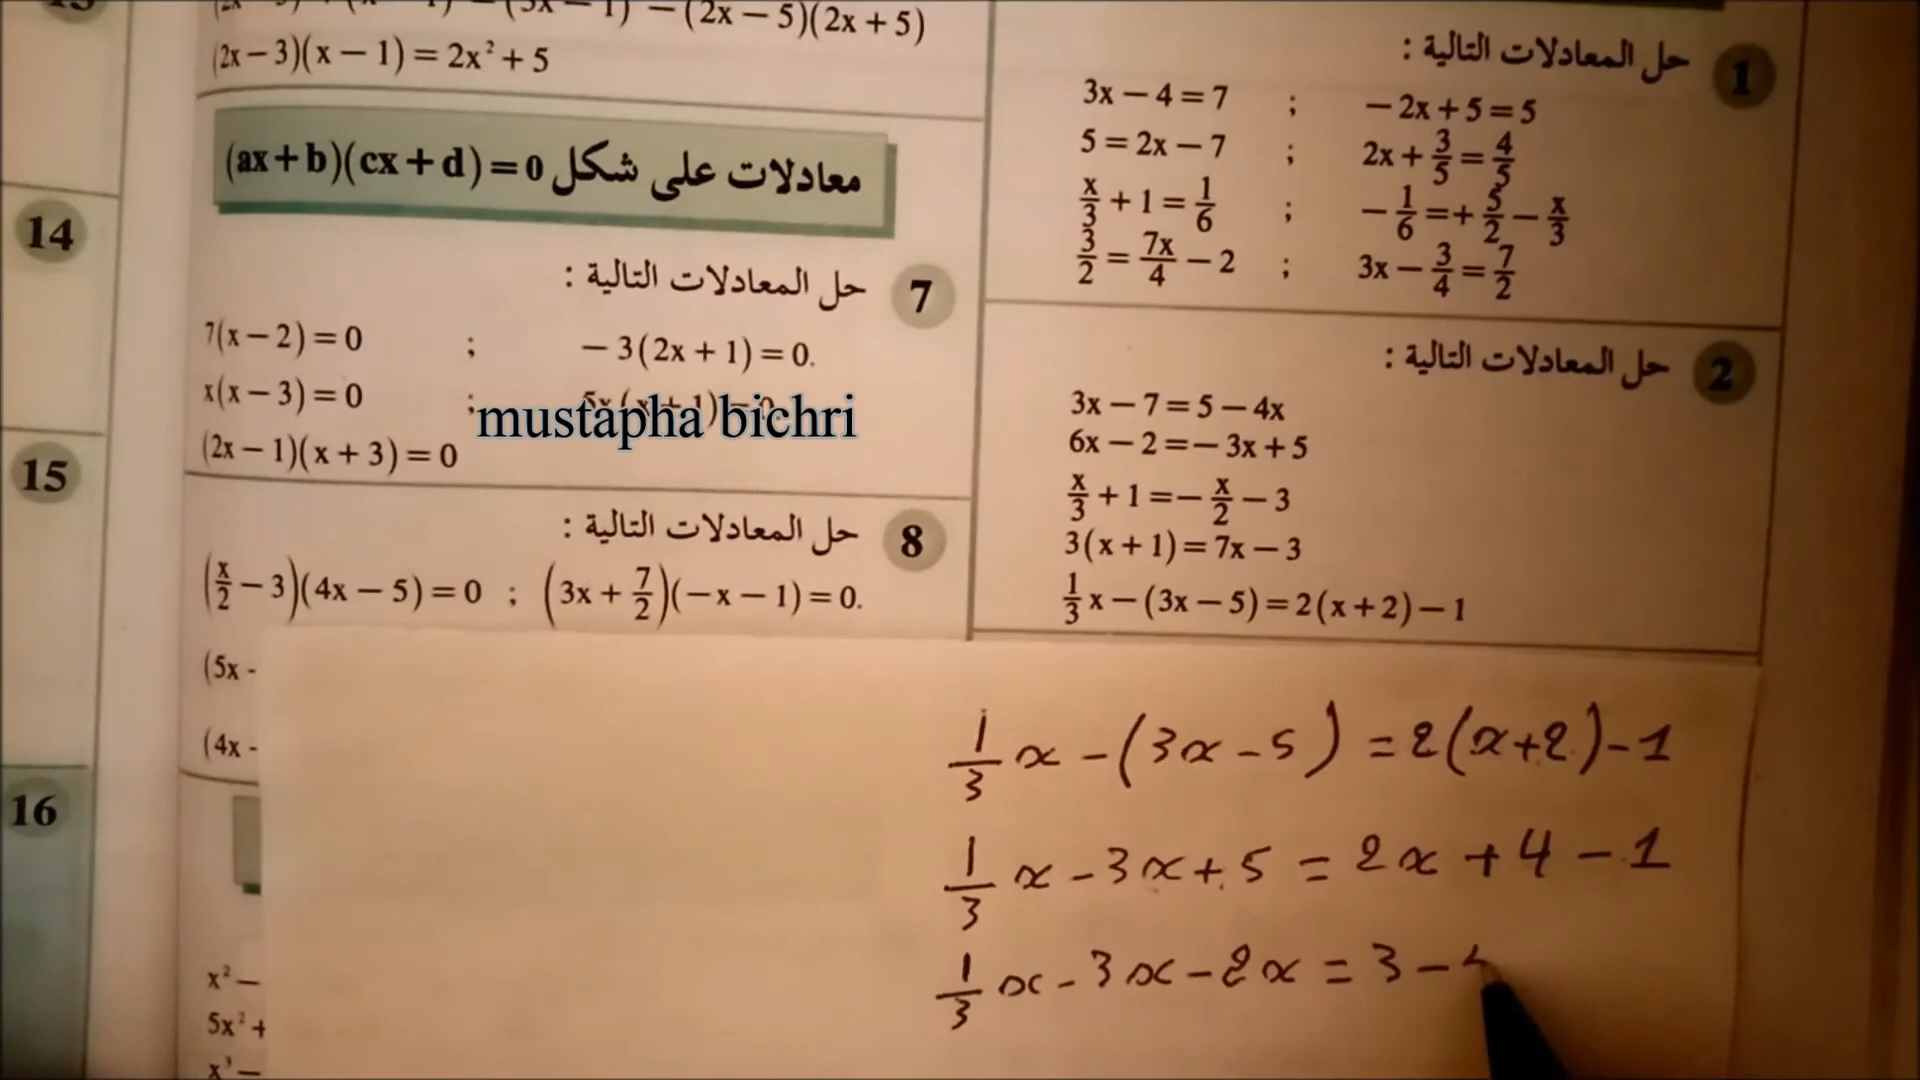 − (2x − 5)(2x + 5)
(2x − 3)(x − 1) = 2x² + 5
معادلات على شكل (ax + b)(cx + d) = 0
7 حل المعادلات التالية :
7(x − 2) = 0 ; − 3(2x + 1) = 0.
x(x − 3) = 0 ;
mustapha bichri
(2x − 1)(x + 3) = 0
8 حل المعادلات التالية :
(x/2 − 3)(4x − 5) = 0 ; (3x + 7/2)(−x − 1) = 0.
(5x -
(4x -
x² −
5x² +
x³ −
14
15
16
1 حل المعادلات التالية :
3x − 4 = 7 ; − 2x + 5 = 5
5 = 2x − 7 ; 2x + 3/5 = 4/5
x/3 + 1 = 1/6 ; − 1/6 = + 5/2 − x/3
3/2 = 7x/4 − 2 ; 3x − 3/4 = 7/2
2 حل المعادلات التالية :
3x − 7 = 5 − 4x
6x − 2 = − 3x + 5
x/3 + 1 = − x/2 − 3
3(x + 1) = 7x − 3
1/3 x − (3x − 5) = 2(x + 2) − 1
1/3 x − (3x − 5) = 2(x + 2) − 1
1/3 x − 3x + 5 = 2x + 4 − 1
1/3 x − 3x − 2x = 3 −